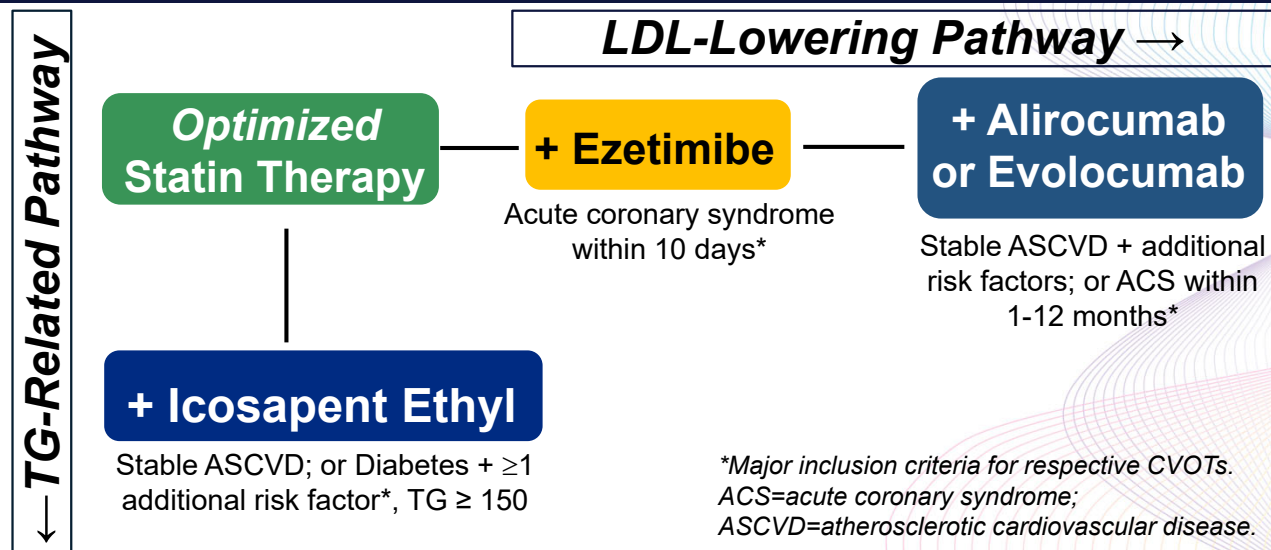 LDL-Lowering Pathway →
←TG-Related Pathway
Optimized
Statin Therapy
+ Ezetimibe
Acute coronary syndrome
within 10 days*
+ Alirocumab
or Evolocumab
Stable ASCVD + additional
risk factors; or ACS within
1-12 months*
+ Icosapent Ethyl
Stable ASCVD; or Diabetes + ≥1
additional risk factor*, TG ≥ 150
*Major inclusion criteria for respective CVOTs.
ACS=acute coronary syndrome;
ASCVD=atherosclerotic cardiovascular disease.